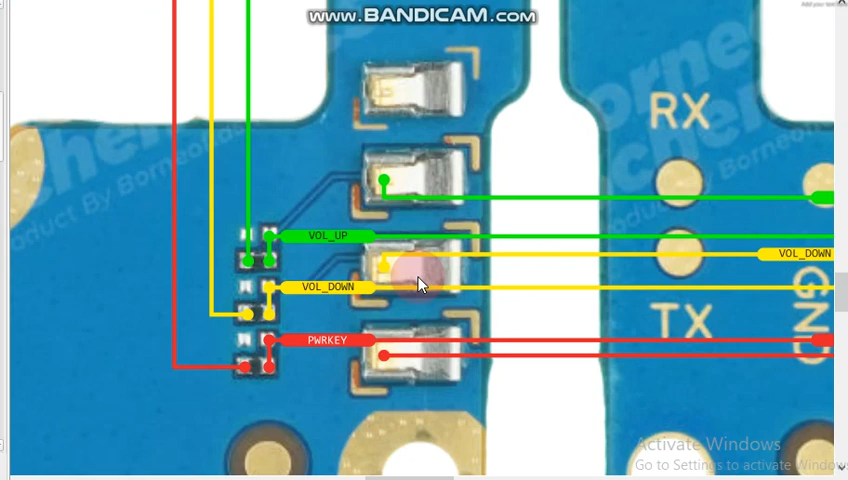 WWW.BANDICAM.COM
RX
VOL_UP
VOL_DOWN
VOL_DOWN
PWRKEY
TX
GND
Activate Windows
Go to Settings to activate Windows